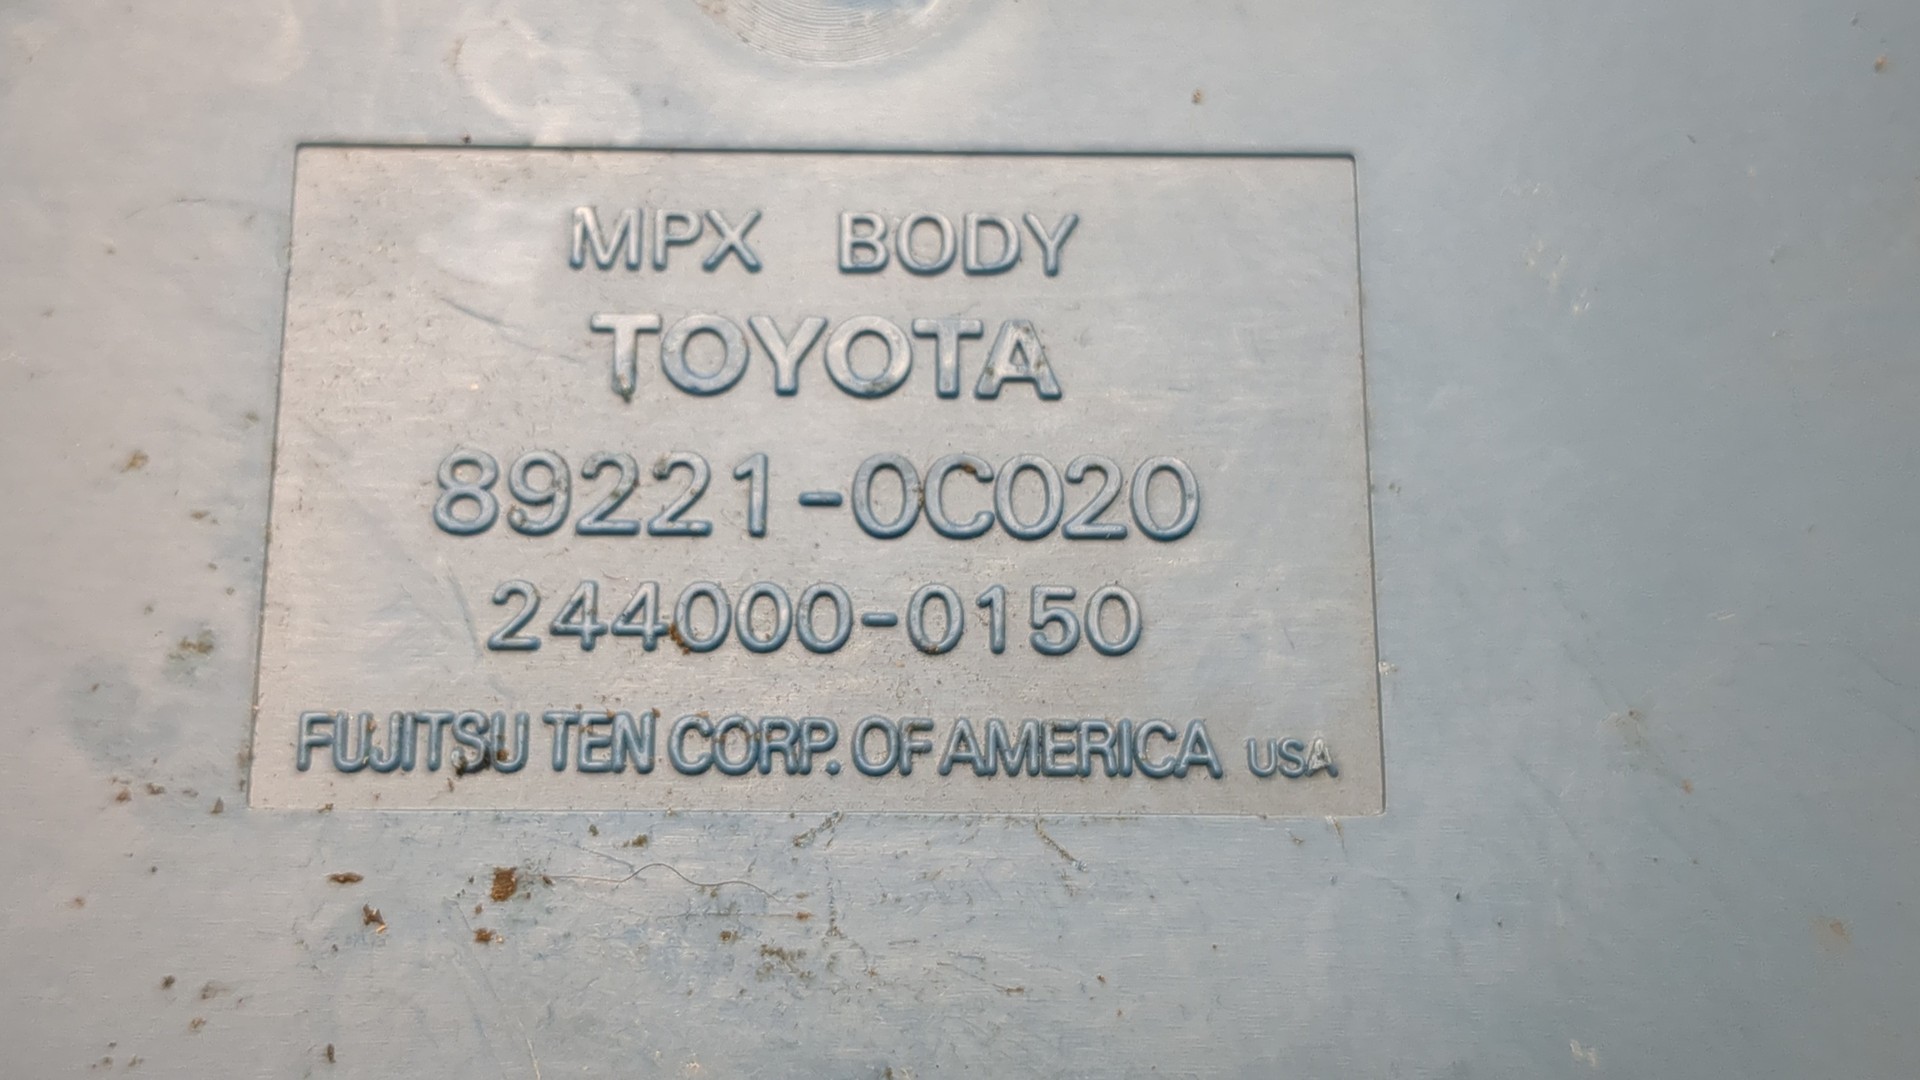 MPX BODY
TOYOTA
89221-0C020
244000-0150
FUJITSU TEN CORP. OF AMERICA USA